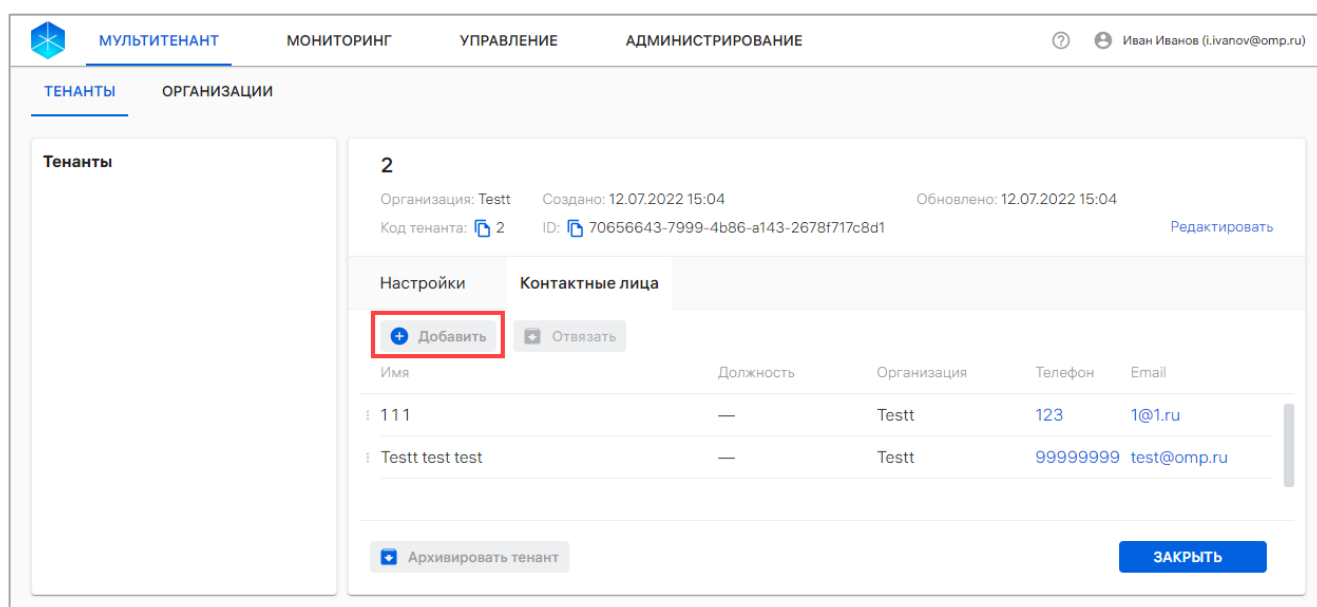 МУЛЬТИТЕНАНТ МОНИТОРИНГ УПРАВЛЕНИЕ АДМИНИСТРИРОВАНИЕ ? Иван Иванов (i.ivanov@omp.ru)
ТЕНАНТЫ ОРГАНИЗАЦИИ
Тенанты
2
Организация: Testt Создано: 12.07.2022 15:04 Обновлено: 12.07.2022 15:04
Код тенанта: 2 ID: 70656643-7999-4b86-a143-2678f717c8d1 Редактировать
Настройки Контактные лица
Добавить Отвязать
Имя Должность Организация Телефон Email
111 — Testt 123 1@1.ru
Testt test test — Testt 99999999 test@omp.ru
Архивировать тенант ЗАКРЫТЬ